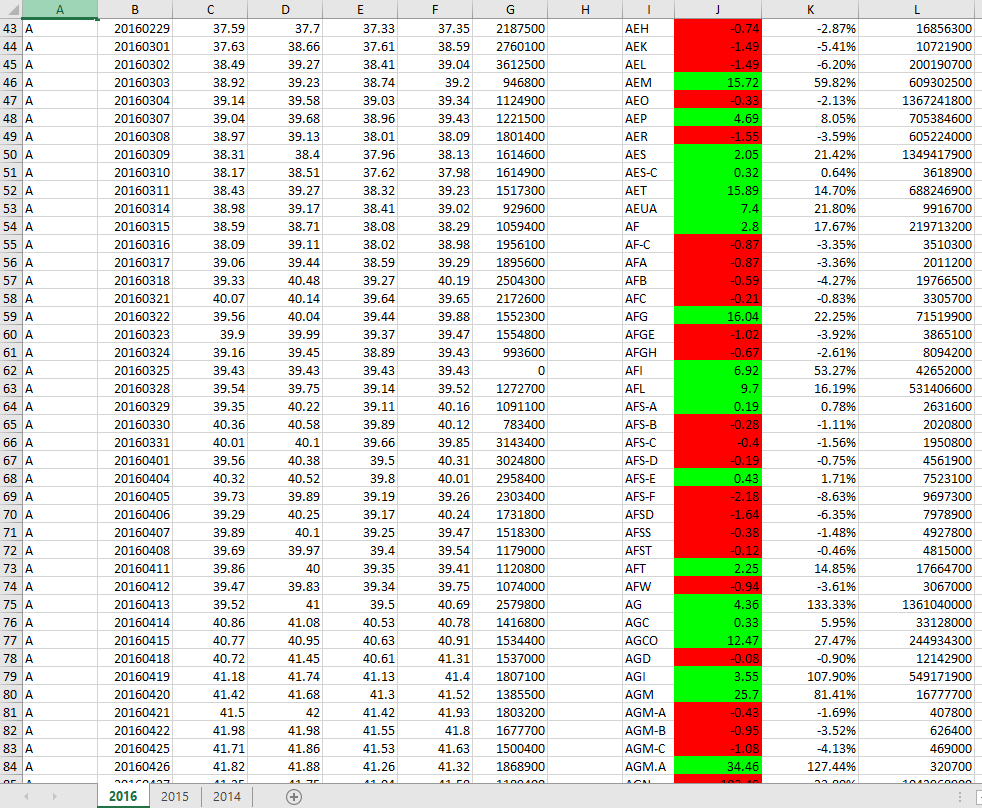 A B C D E F G H I J K L
43 A 20160229 37.59 37.7 37.33 37.35 2187500 AEH -0.74 -2.87% 16856300
44 A 20160301 37.63 38.66 37.61 38.59 2760100 AEK -1.49 -5.41% 10721900
45 A 20160302 38.49 39.27 38.41 39.04 3612500 AEL -1.49 -6.20% 200190700
46 A 20160303 38.92 39.23 38.74 39.2 946800 AEM 15.72 59.82% 609302500
47 A 20160304 39.14 39.58 39.03 39.34 1124900 AEO -0.33 -2.13% 1367241800
48 A 20160307 39.04 39.68 38.96 39.43 1221500 AEP 4.69 8.05% 705384600
49 A 20160308 38.97 39.13 38.01 38.09 1801400 AER -1.55 -3.59% 605224000
50 A 20160309 38.31 38.4 37.96 38.13 1614600 AES 2.05 21.42% 1349417900
51 A 20160310 38.17 38.51 37.62 37.98 1614900 AES-C 0.32 0.64% 3618900
52 A 20160311 38.43 39.27 38.32 39.23 1517300 AET 15.89 14.70% 688246900
53 A 20160314 38.98 39.17 38.41 39.02 929600 AEUA 7.4 21.80% 9916700
54 A 20160315 38.59 38.71 38.08 38.29 1059400 AF 2.8 17.67% 219713200
55 A 20160316 38.09 39.11 38.02 38.98 1956100 AF-C -0.87 -3.35% 3510300
56 A 20160317 39.06 39.44 38.59 39.29 1895600 AFA -0.87 -3.36% 2011200
57 A 20160318 39.33 40.48 39.27 40.19 2504300 AFB -0.59 -4.27% 19766500
58 A 20160321 40.07 40.14 39.64 39.65 2172600 AFC -0.21 -0.83% 3305700
59 A 20160322 39.56 40.04 39.44 39.88 1552300 AFG 16.04 22.25% 71519900
60 A 20160323 39.9 39.99 39.37 39.47 1554800 AFGE -1.02 -3.92% 3865100
61 A 20160324 39.16 39.45 38.89 39.43 993600 AFGH -0.67 -2.61% 8094200
62 A 20160325 39.43 39.43 39.43 39.43 0 AFI 6.92 53.27% 42652000
63 A 20160328 39.54 39.75 39.14 39.52 1272700 AFL 9.7 16.19% 531406600
64 A 20160329 39.35 40.22 39.11 40.16 1091100 AFS-A 0.19 0.78% 2631600
65 A 20160330 40.36 40.58 39.89 40.12 783400 AFS-B -0.28 -1.11% 2020800
66 A 20160331 40.01 40.1 39.66 39.85 3143400 AFS-C -0.4 -1.56% 1950800
67 A 20160401 39.56 40.38 39.5 40.31 3024800 AFS-D -0.19 -0.75% 4561900
68 A 20160404 40.32 40.52 39.8 40.01 2958400 AFS-E 0.43 1.71% 7523100
69 A 20160405 39.73 39.89 39.19 39.26 2303400 AFS-F -2.18 -8.63% 9697300
70 A 20160406 39.29 40.25 39.17 40.24 1731800 AFSD -1.64 -6.35% 7978900
71 A 20160407 39.89 40.1 39.25 39.47 1518300 AFSS -0.38 -1.48% 4927800
72 A 20160408 39.69 39.97 39.4 39.54 1179000 AFST -0.12 -0.46% 4815000
73 A 20160411 39.86 40 39.35 39.41 1120800 AFT 2.25 14.85% 17664700
74 A 20160412 39.47 39.83 39.34 39.75 1074000 AFW -0.94 -3.61% 3067000
75 A 20160413 39.52 41 39.5 40.69 2579800 AG 4.36 133.33% 1361040000
76 A 20160414 40.86 41.08 40.53 40.78 1416800 AGC 0.33 5.95% 33128000
77 A 20160415 40.77 40.95 40.63 40.91 1534400 AGCO 12.47 27.47% 244934300
78 A 20160418 40.72 41.45 40.61 41.31 1537000 AGD -0.08 -0.90% 12142900
79 A 20160419 41.18 41.74 41.13 41.4 1807100 AGI 3.55 107.90% 549171900
80 A 20160420 41.42 41.68 41.3 41.52 1385500 AGM 25.7 81.41% 16777700
81 A 20160421 41.5 42 41.42 41.93 1803200 AGM-A -0.43 -1.69% 407800
82 A 20160422 41.98 41.98 41.55 41.8 1677700 AGM-B -0.95 -3.52% 626400
83 A 20160425 41.71 41.86 41.53 41.63 1500400 AGM-C -1.08 -4.13% 469000
84 A 20160426 41.82 41.88 41.26 41.32 1868900 AGM.A 34.46 127.44% 320700
2016 2015 2014